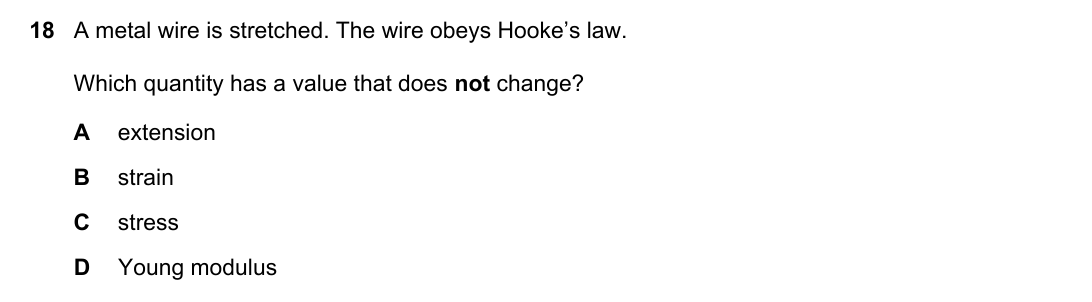 18 A metal wire is stretched. The wire obeys Hooke’s law.
Which quantity has a value that does not change?
A extension
B strain
C stress
D Young modulus